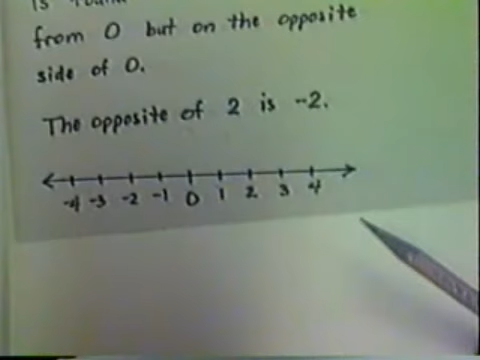 is
from 0 but on the opposite
side of 0.
The opposite of 2 is -2.
-4 -3 -2 -1 0 1 2 3 4